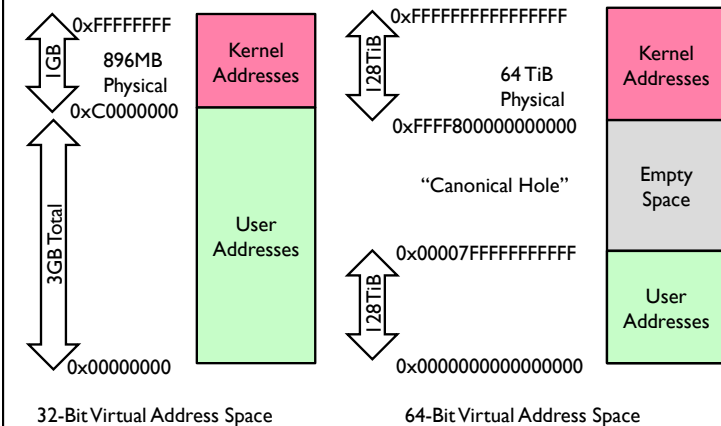 0xFFFFFFFF
1GB
896MB
Physical
0xC0000000
Kernel
Addresses
3GB Total
User
Addresses
0x00000000
32-Bit Virtual Address Space
0xFFFFFFFFFFFFFFFF
128TiB
64 TiB
Physical
0xFFFF800000000000
Kernel
Addresses
“Canonical Hole”
Empty
Space
0x00007FFFFFFFFFFF
128TiB
User
Addresses
0x0000000000000000
64-Bit Virtual Address Space